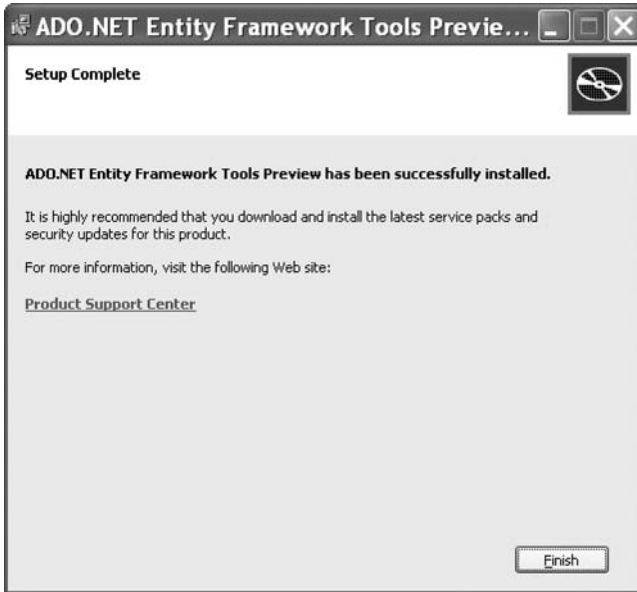 ADO.NET Entity Framework Tools Previe...
Setup Complete
ADO.NET Entity Framework Tools Preview has been successfully installed.
It is highly recommended that you download and install the latest service packs and
security updates for this product.
For more information, visit the following Web site:
Product Support Center
Finish